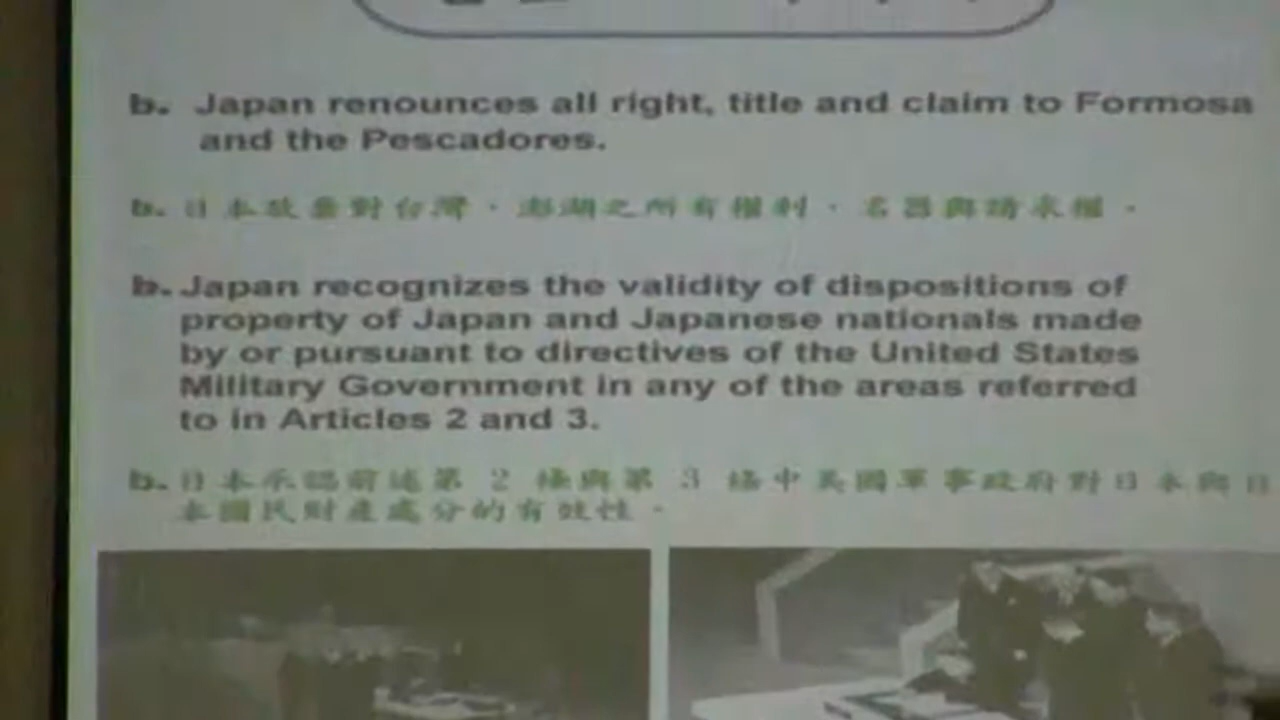 b. Japan renounces all right, title and claim to Formosa
and the Pescadores.
b. 日本放棄對台灣、澎湖之所有權利、名器與請求權。
b. Japan recognizes the validity of dispositions of
property of Japan and Japanese nationals made
by or pursuant to directives of the United States
Military Government in any of the areas referred
to in Articles 2 and 3.
b. 日本承認前述第 2 條與第 3 條中美國軍事政府對日本與日
本國民財產處分的有效性。